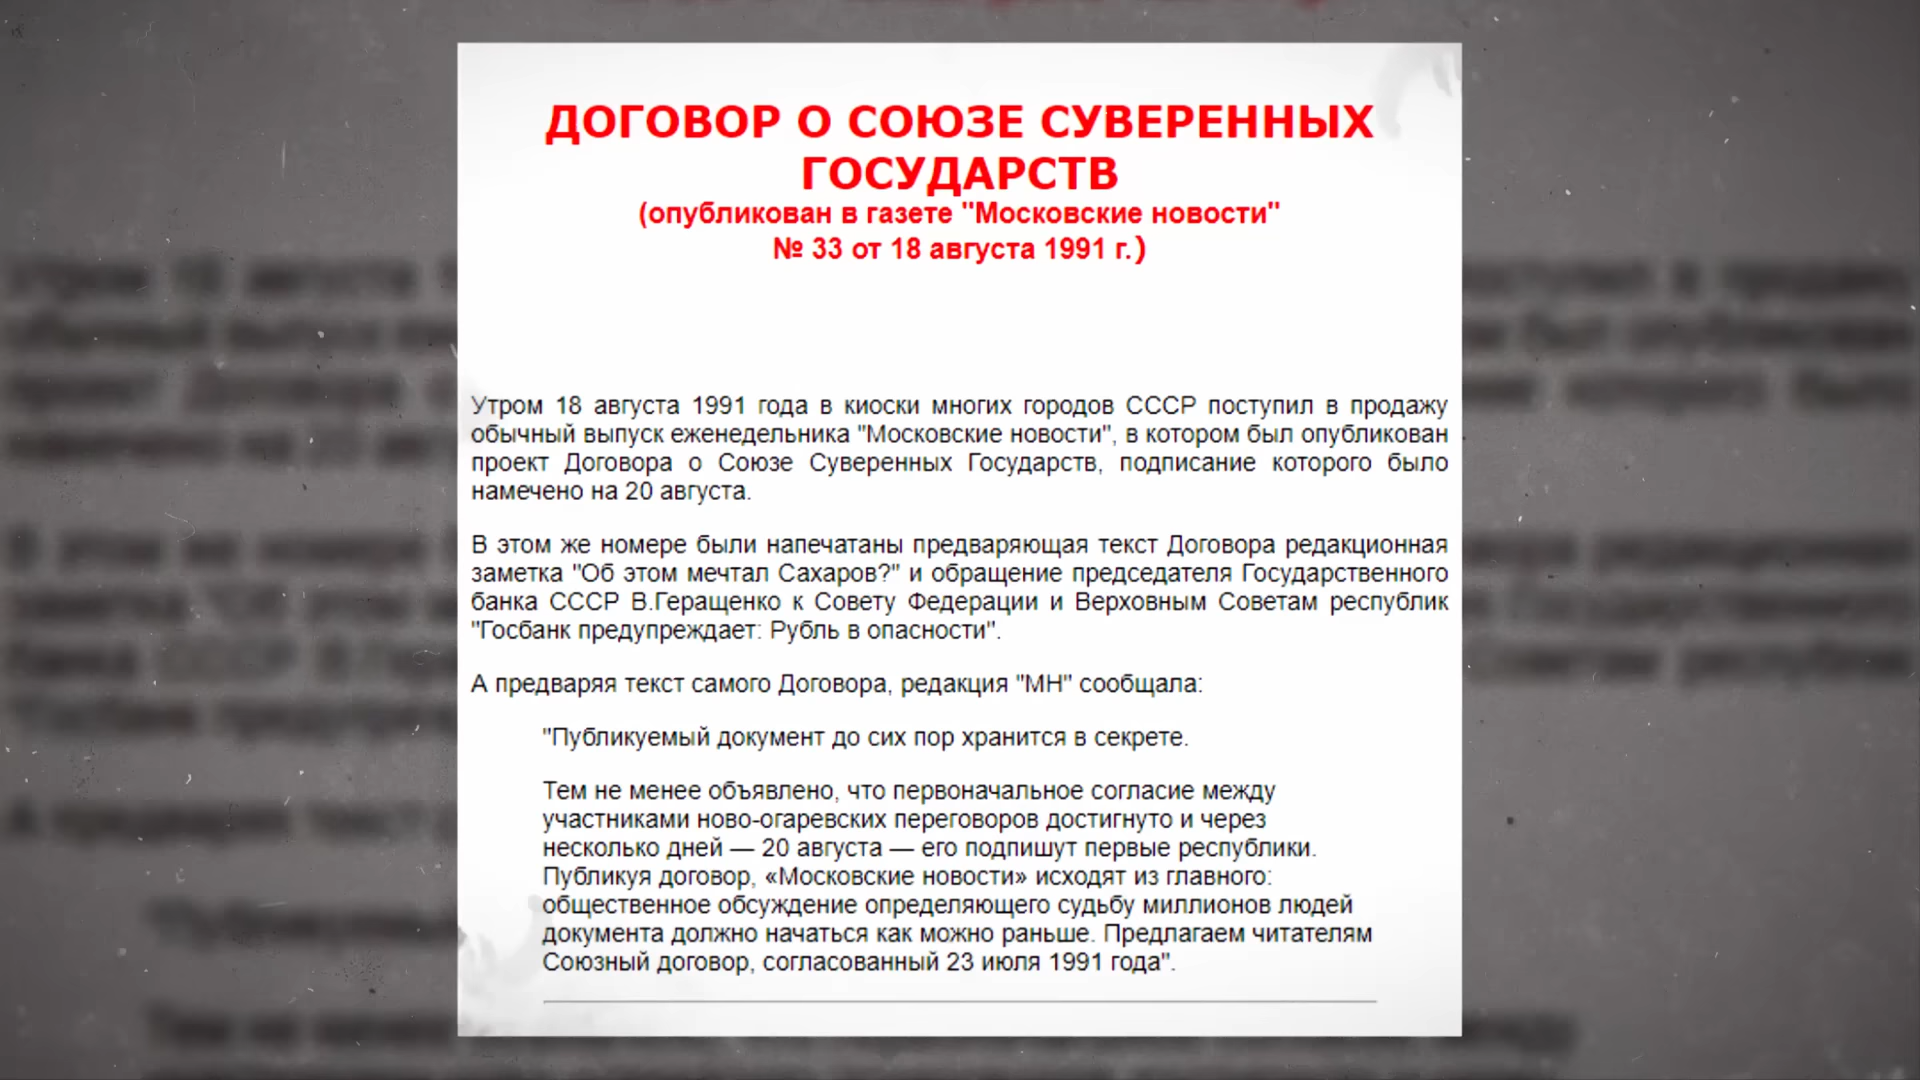 ДОГОВОР О СОЮЗЕ СУВЕРЕННЫХ
ГОСУДАРСТВ
(опубликован в газете "Московские новости"
№ 33 от 18 августа 1991 г.)
Утром 18 августа 1991 года в киоски многих городов СССР поступил в продажу
обычный выпуск еженедельника "Московские новости", в котором был опубликован
проект Договора о Союзе Суверенных Государств, подписание которого было
намечено на 20 августа.
В этом же номере были напечатаны предваряющая текст Договора редакционная
заметка "Об этом мечтал Сахаров?" и обращение председателя Государственного
банка СССР В.Геращенко к Совету Федерации и Верховным Советам республик
"Госбанк предупреждает: Рубль в опасности".
А предваряя текст самого Договора, редакция "МН" сообщала:
"Публикуемый документ до сих пор хранится в секрете.
Тем не менее объявлено, что первоначальное согласие между
участниками ново-огаревских переговоров достигнуто и через
несколько дней — 20 августа — его подпишут первые республики.
Публикуя договор, «Московские новости» исходят из главного:
общественное обсуждение определяющего судьбу миллионов людей
документа должно начаться как можно раньше. Предлагаем читателям
Союзный договор, согласованный 23 июля 1991 года".